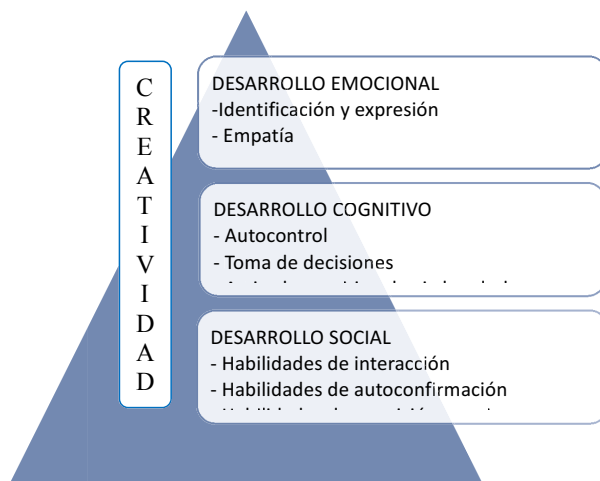 CREATIVIDAD
DESARROLLO EMOCIONAL
-Identificación y expresión
- Empatía
DESARROLLO COGNITIVO
- Autocontrol
- Toma de decisiones
DESARROLLO SOCIAL
- Habilidades de interacción
- Habilidades de autoconfirmación